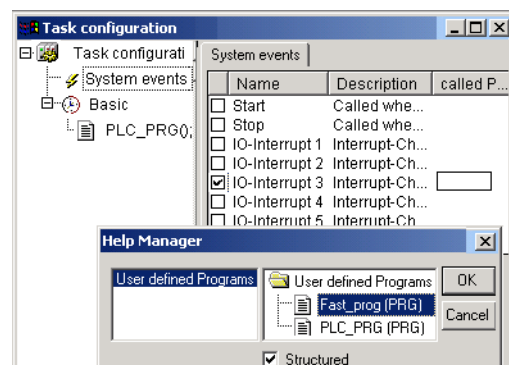 Task configuration
Task configurati
System events
Basic
PLC_PRG();
System events
Name Description called P...
Start Called whe...
Stop Called whe...
IO-Interrupt 1 Interrupt-Ch...
IO-Interrupt 2 Interrupt-Ch...
IO-Interrupt 3 Interrupt-Ch...
IO-Interrupt 4 Interrupt-Ch...
IO-Interrupt 5 Interrupt-Ch
Help Manager
User defined Programs
User defined Programs
Fast_prog (PRG)
PLC_PRG (PRG)
OK
Cancel
Structured